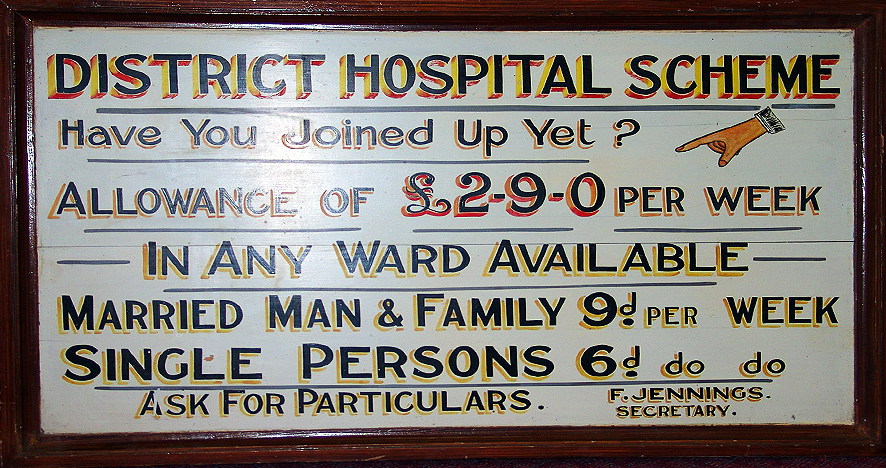 DISTRICT HOSPITAL SCHEME
Have You Joined Up Yet ?
ALLOWANCE OF £2-9-0 PER WEEK
— IN ANY WARD AVAILABLE —
MARRIED MAN & FAMILY 9d PER WEEK
SINGLE PERSONS 6d do do
ASK FOR PARTICULARS.
F. JENNINGS.
SECRETARY.